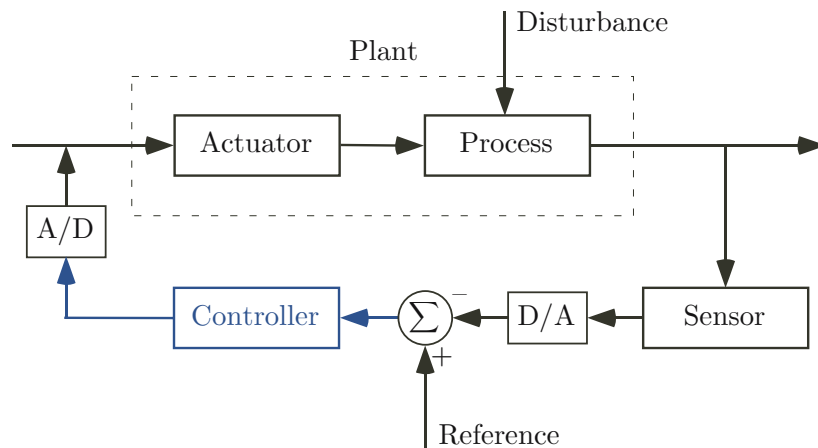 Disturbance
Plant
Actuator
Process
A/D
Controller
∑
−
+
D/A
Sensor
Reference